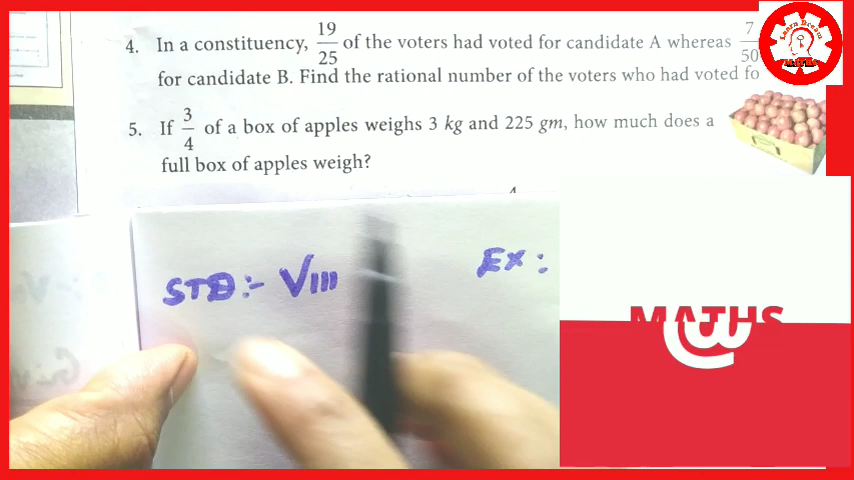 4. In a constituency, 19/25 of the voters had voted for candidate A whereas 7/50
for candidate B. Find the rational number of the voters who had voted fo
5. If 3/4 of a box of apples weighs 3 kg and 225 gm, how much does a
full box of apples weigh?
STD:- VIII
EX:
MATHS